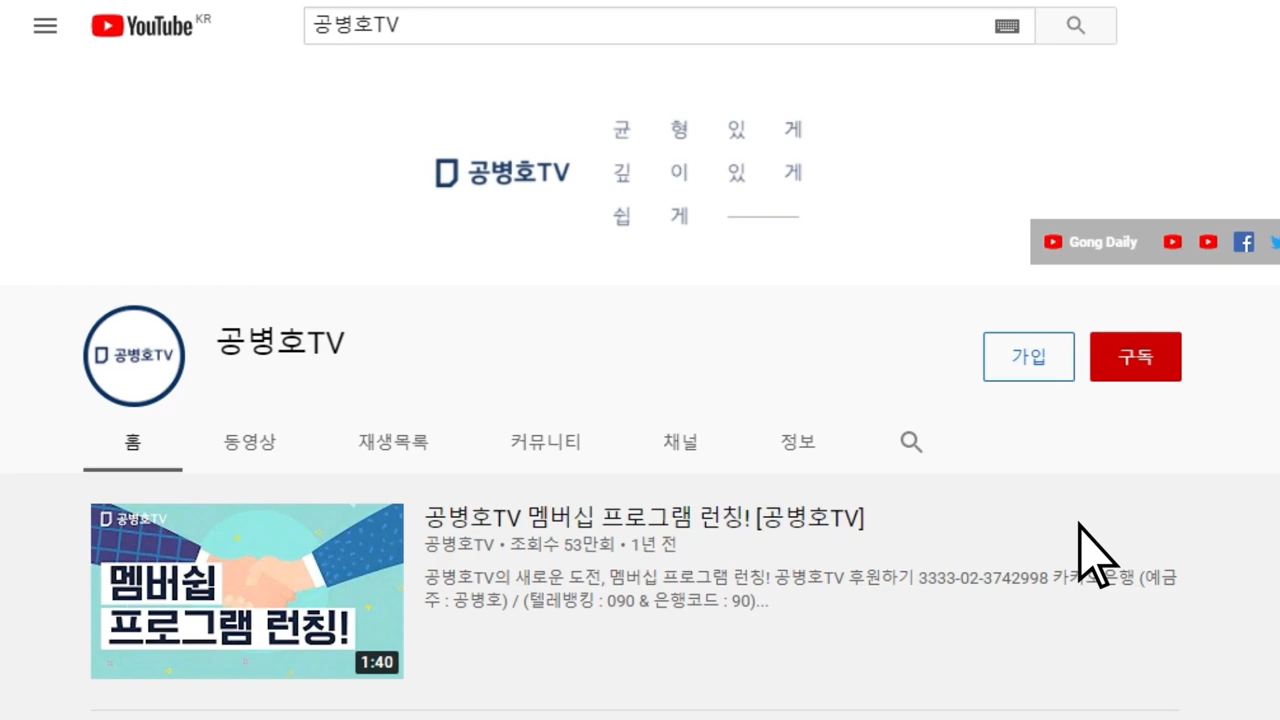 YouTube KR
공병호TV
균 형 있 게
깊 이 있 게
쉽 게
공병호TV
Gong Daily
공병호TV
공병호TV
가입
구독
홈
동영상
재생목록
커뮤니티
채널
정보
공병호TV
멤버쉽
프로그램 런칭!
1:40
공병호TV 멤버십 프로그램 런칭! [공병호TV]
공병호TV • 조회수 53만회 • 1년 전
공병호TV의 새로운 도전, 멤버십 프로그램 런칭! 공병호TV 후원하기 3333-02-3742998 카카오은행 (예금
주 : 공병호) / (텔레뱅킹 : 090 & 은행코드 : 90)...